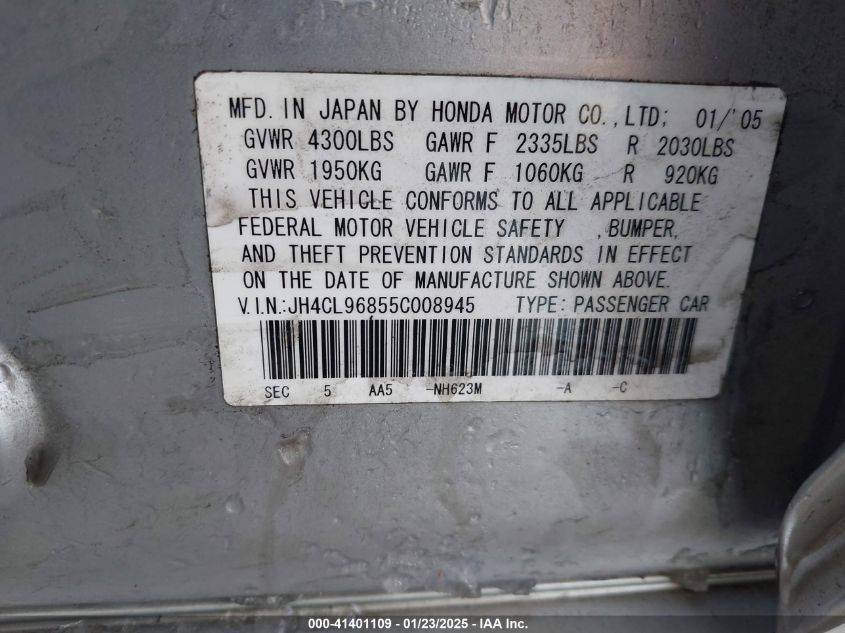 MFD. IN JAPAN BY HONDA MOTOR CO., LTD; 01/'05
GVWR 4300LBS GAWR F 2335LBS R 2030LBS
GVWR 1950KG GAWR F 1060KG R 920KG
THIS VEHICLE CONFORMS TO ALL APPLICABLE
FEDERAL MOTOR VEHICLE SAFETY ,BUMPER,
AND THEFT PREVENTION STANDARDS IN EFFECT
ON THE DATE OF MANUFACTURE SHOWN ABOVE.
V.I.N.:JH4CL96855C008945 TYPE: PASSENGER CAR
SEC 5 AA5 -NH623M -A -C
000-41401109 - 01/23/2025 - IAA Inc.